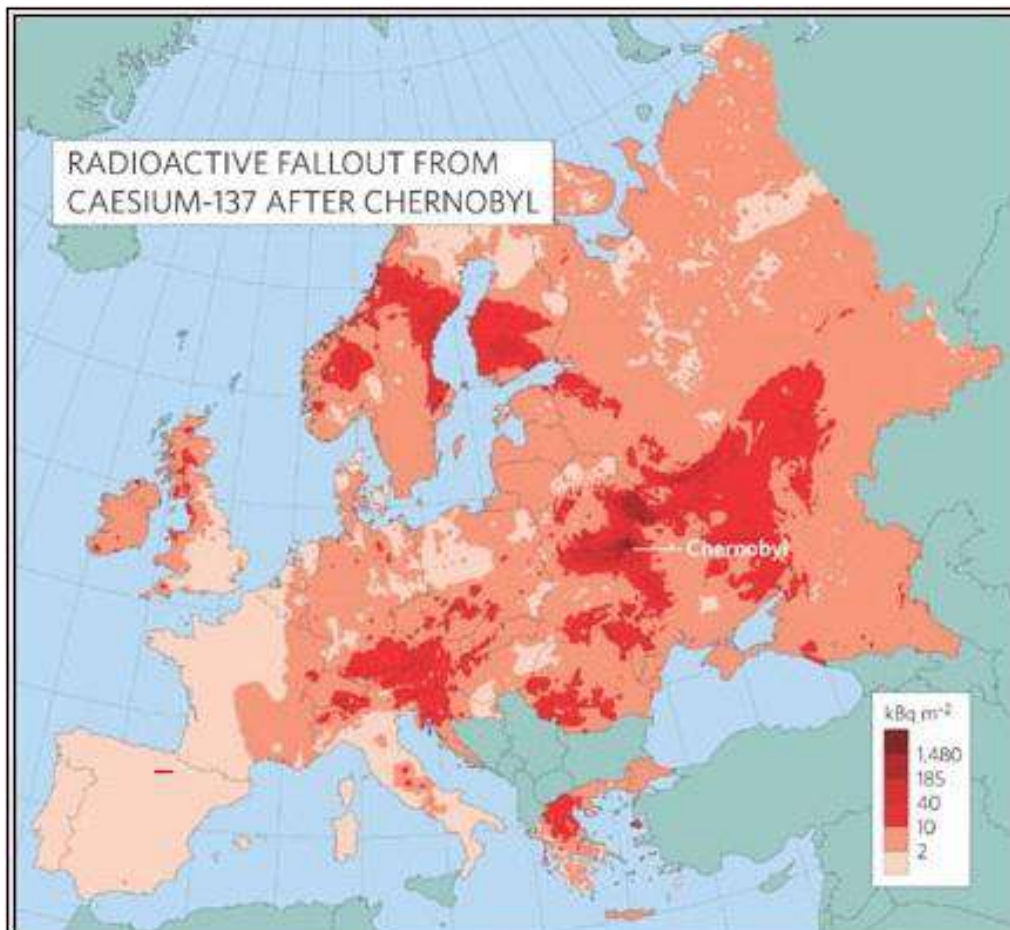 RADIOACTIVE FALLOUT FROM
CAESIUM-137 AFTER CHERNOBYL
Chernobyl
kBq m⁻²
1,480
185
40
10
2